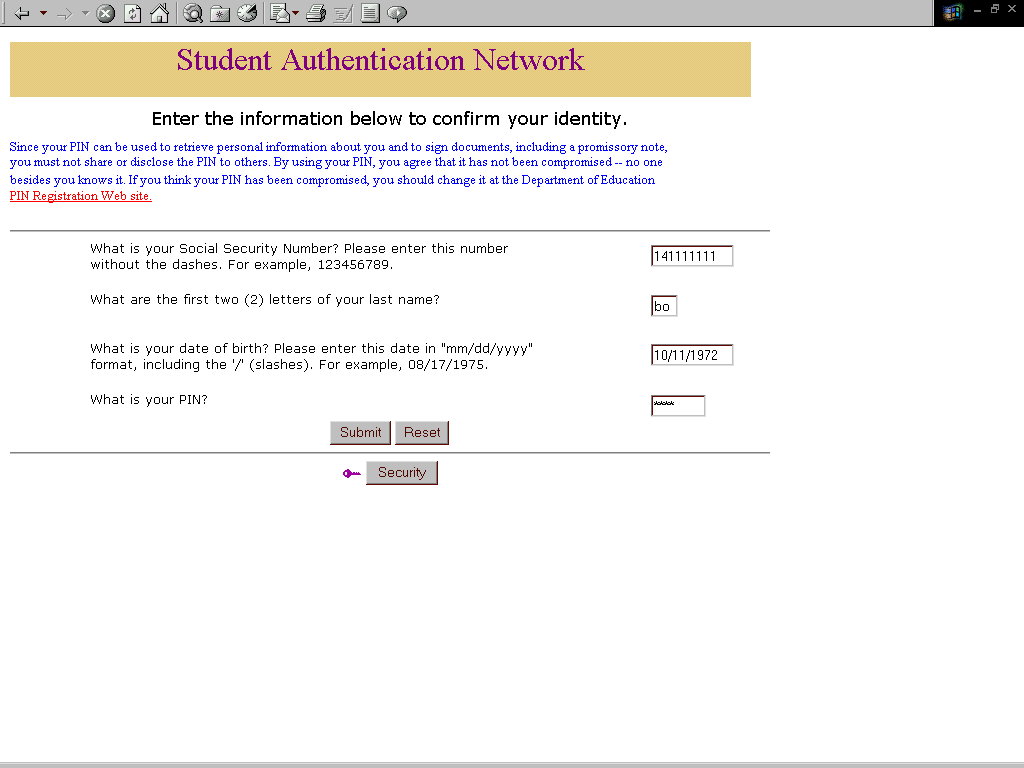 Student Authentication Network
Enter the information below to confirm your identity.
Since your PIN can be used to retrieve personal information about you and to sign documents, including a promissory note,
you must not share or disclose the PIN to others. By using your PIN, you agree that it has not been compromised -- no one
besides you knows it. If you think your PIN has been compromised, you should change it at the Department of Education
PIN Registration Web site.
What is your Social Security Number? Please enter this number
without the dashes. For example, 123456789.
141111111
What are the first two (2) letters of your last name?
bo
What is your date of birth? Please enter this date in "mm/dd/yyyy"
format, including the '/' (slashes). For example, 08/17/1975.
10/11/1972
What is your PIN?
****
Submit Reset
Security